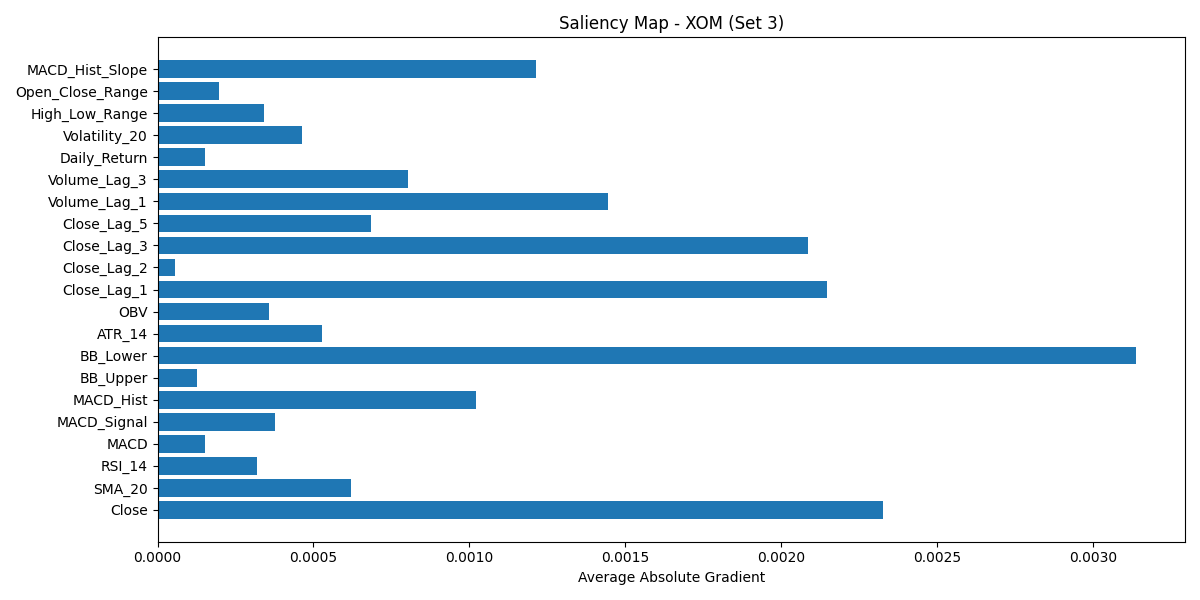 Saliency Map - XOM (Set 3)
MACD_Hist_Slope
Open_Close_Range
High_Low_Range
Volatility_20
Daily_Return
Volume_Lag_3
Volume_Lag_1
Close_Lag_5
Close_Lag_3
Close_Lag_2
Close_Lag_1
OBV
ATR_14
BB_Lower
BB_Upper
MACD_Hist
MACD_Signal
MACD
RSI_14
SMA_20
Close
0.0000 0.0005 0.0010 0.0015 0.0020 0.0025 0.0030
Average Absolute Gradient